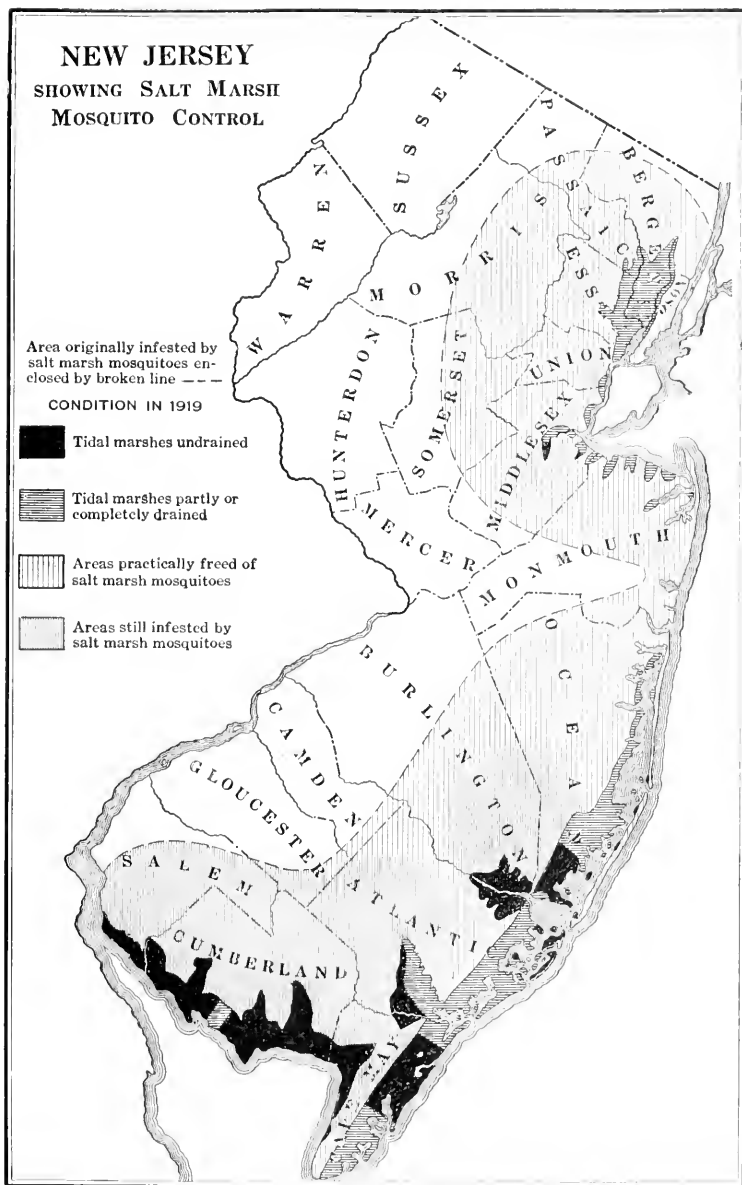 NEW JERSEY
SHOWING SALT MARSH
MOSQUITO CONTROL
Area originally infested by
salt marsh mosquitoes en-
closed by broken line
CONDITION IN 1919
Tidal marshes undrained
Tidal marshes partly or
completely drained
Areas practically freed of
salt marsh mosquitoes
Areas still infested by
salt marsh mosquitoes
SUSSEX
PASSAIC
BERGEN
WARREN
MORRIS
ESS
UNION
HUNTERDON
SOMERSET
MIDDLESEX
MERCER
MONMOUTH
OCEAN
BURLINGTON
CAMDEN
GLOUCESTER
SALEM
ATLANTI
CUMBERLAND
MAY